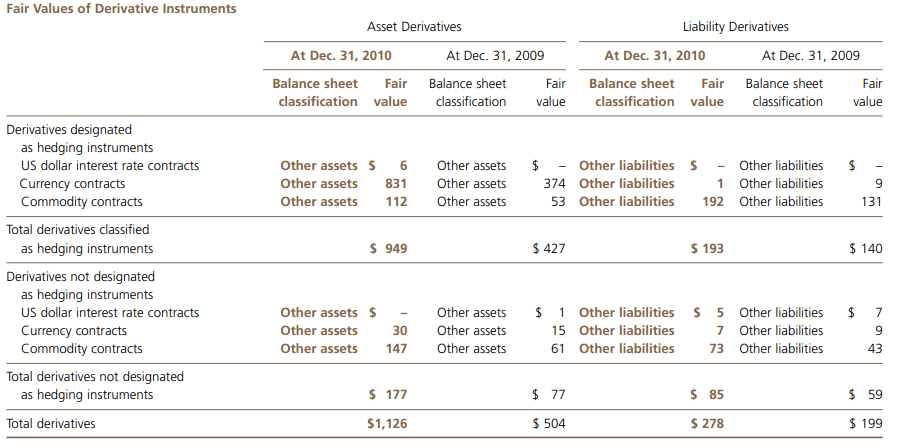 Fair Values of Derivative Instruments
Asset Derivatives Liability Derivatives
At Dec. 31, 2010 At Dec. 31, 2009 At Dec. 31, 2010 At Dec. 31, 2009
Balance sheet Fair Balance sheet Fair Balance sheet Fair Balance sheet Fair
classification value classification value classification value classification value
Derivatives designated
as hedging instruments
US dollar interest rate contracts Other assets $ 6 Other assets $ – Other liabilities $ – Other liabilities $ –
Currency contracts Other assets 831 Other assets 374 Other liabilities 1 Other liabilities 9
Commodity contracts Other assets 112 Other assets 53 Other liabilities 192 Other liabilities 131
Total derivatives classified
as hedging instruments $ 949 $ 427 $ 193 $ 140
Derivatives not designated
as hedging instruments
US dollar interest rate contracts Other assets $ – Other assets $ 1 Other liabilities $ 5 Other liabilities $ 7
Currency contracts Other assets 30 Other assets 15 Other liabilities 7 Other liabilities 9
Commodity contracts Other assets 147 Other assets 61 Other liabilities 73 Other liabilities 43
Total derivatives not designated
as hedging instruments $ 177 $ 77 $ 85 $ 59
Total derivatives $1,126 $ 504 $ 278 $ 199